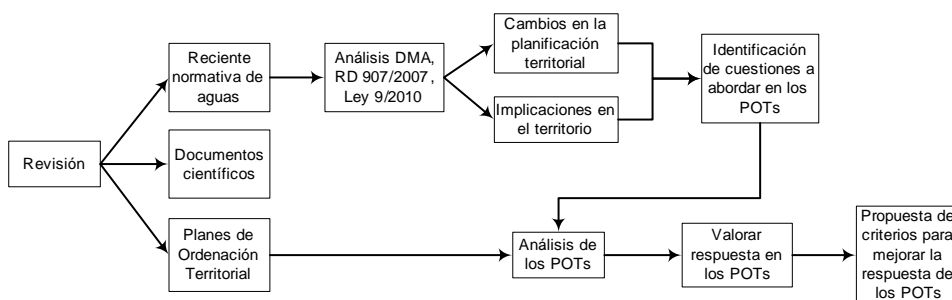 Revisión
Reciente
normativa de
aguas
Documentos
científicos
Planes de
Ordenación
Territorial
Análisis DMA,
RD 907/2007 ,
Ley 9/2010
Cambios en la
planificación
territorial
Implicaciones en
el territorio
Identificación
de cuestiones a
abordar en los
POTs
Análisis de
los POTs
Valorar
respuesta en
los POTs
Propuesta de
criterios para
mejorar la
respuesta de
los POTs